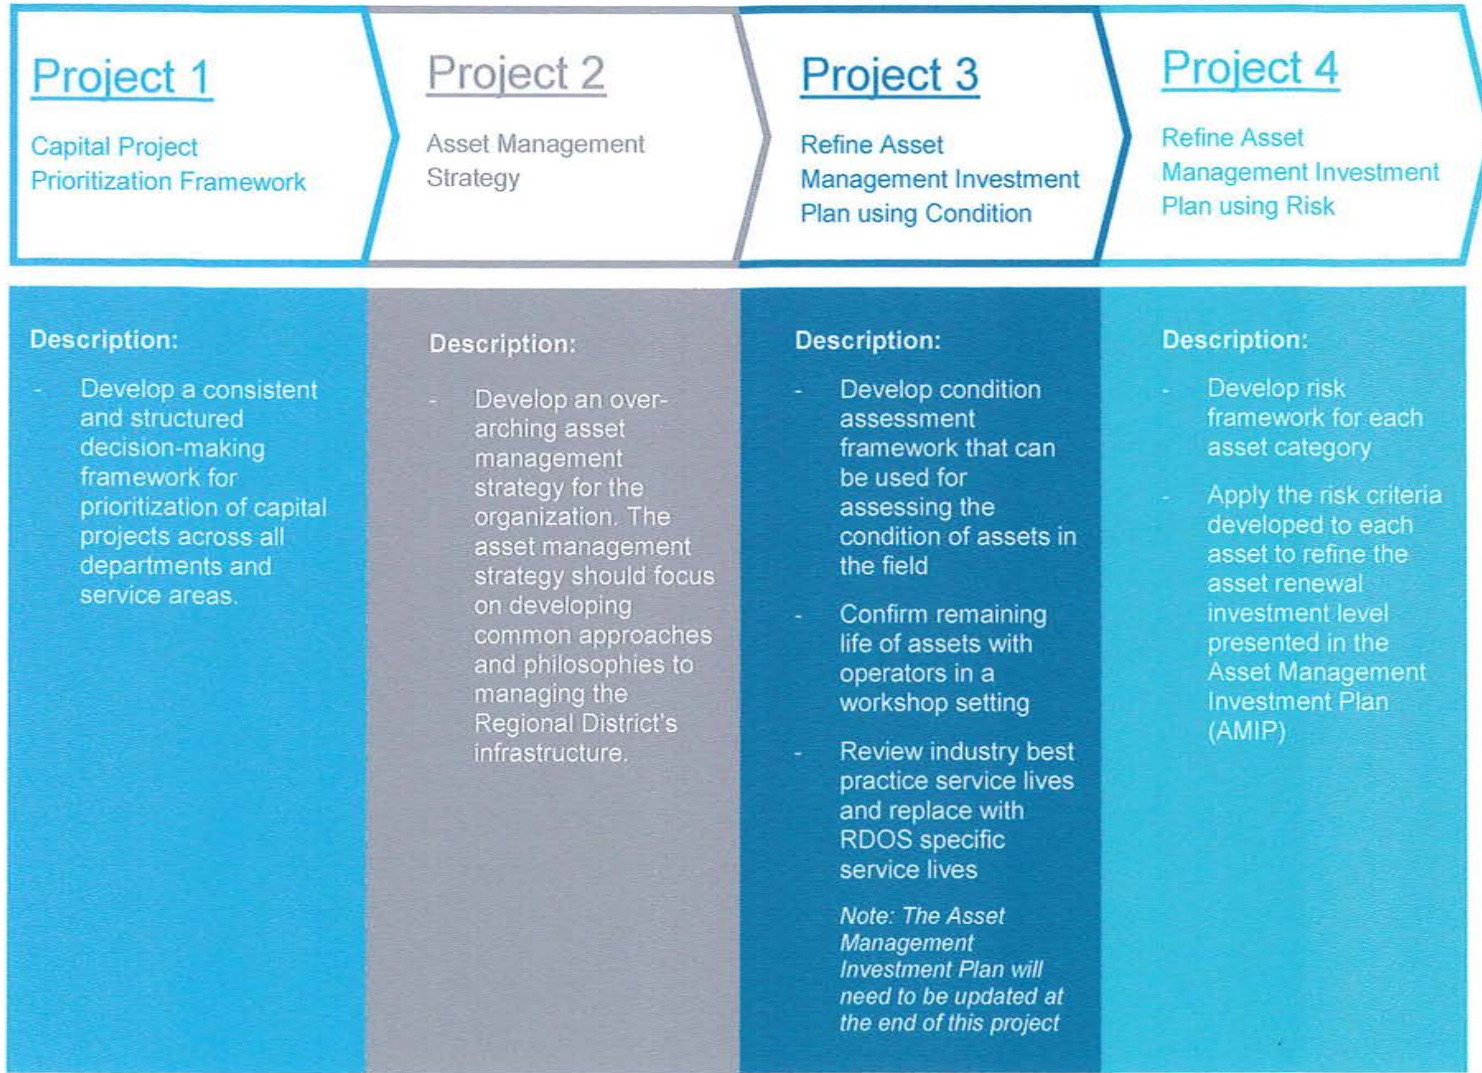 Project 1
Capital Project
Prioritization Framework
Project 2
Asset Management
Strategy
Project 3
Refine Asset
Management Investment
Plan using Condition
Project 4
Refine Asset
Management Investment
Plan using Risk
Description:
- Develop a consistent
and structured
decision-making
framework for
prioritization of capital
projects across all
departments and
service areas.
Description:
- Develop an over-
arching asset
management
strategy for the
organization. The
asset management
strategy should focus
on developing
common approaches
and philosophies to
managing the
Regional District's
infrastructure.
Description:
- Develop condition
assessment
framework that can
be used for
assessing the
condition of assets in
the field
- Confirm remaining
life of assets with
operators in a
workshop setting
- Review industry best
practice service lives
and replace with
RDOS specific
service lives
Note: The Asset
Management
Investment Plan will
need to be updated at
the end of this project
Description:
- Develop risk
framework for each
asset category
- Apply the risk criteria
developed to each
asset to refine the
asset renewal
investment level
presented in the
Asset Management
Investment Plan
(AMIP)